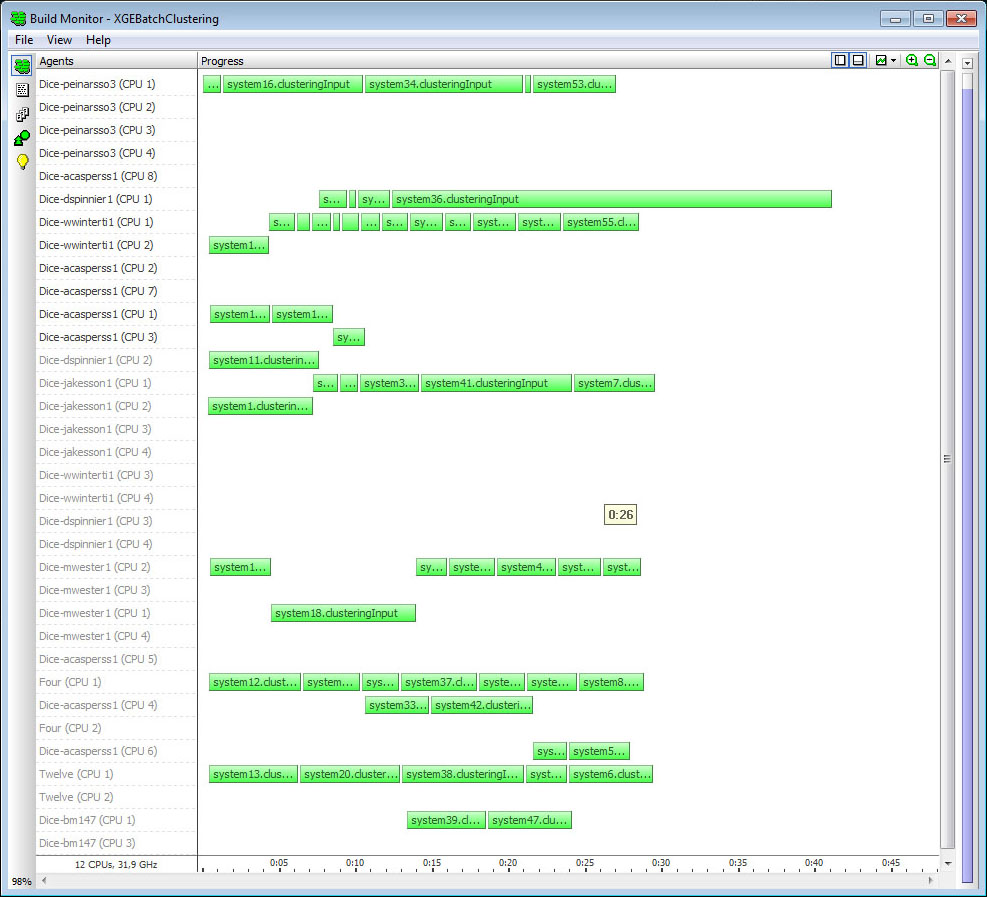 Build Monitor - XGEBatchClustering
File View Help
Agents Progress
Dice-peinarsso3 (CPU 1) ... system16.clusteringInput system34.clusteringInput system53.clu...
Dice-peinarsso3 (CPU 2)
Dice-peinarsso3 (CPU 3)
Dice-peinarsso3 (CPU 4)
Dice-acasperss1 (CPU 8)
Dice-dspinnier1 (CPU 1) s... sy... system36.clusteringInput
Dice-wwinterti1 (CPU 1) s... ... ... s... sy... s... syst... syst... system55.cl...
Dice-wwinterti1 (CPU 2) system1...
Dice-acasperss1 (CPU 2)
Dice-acasperss1 (CPU 7)
Dice-acasperss1 (CPU 1) system1... system1...
Dice-acasperss1 (CPU 3) sy...
Dice-dspinnier1 (CPU 2) system11.clusterin...
Dice-jakesson1 (CPU 1) s... ... system3... system41.clusteringInput system7.clus...
Dice-jakesson1 (CPU 2) system1.clusterin...
Dice-jakesson1 (CPU 3)
Dice-jakesson1 (CPU 4)
Dice-wwinterti1 (CPU 3)
Dice-wwinterti1 (CPU 4)
Dice-dspinnier1 (CPU 3) 0:26
Dice-dspinnier1 (CPU 4)
Dice-mwester1 (CPU 2) system1... sy... syste... system4... syst... syst...
Dice-mwester1 (CPU 3)
Dice-mwester1 (CPU 1) system18.clusteringInput
Dice-mwester1 (CPU 4)
Dice-acasperss1 (CPU 5)
Four (CPU 1) system12.clust... system... sys... system37.cl... syste... syste... system8....
Dice-acasperss1 (CPU 4) system33... system42.clusteri...
Four (CPU 2)
Dice-acasperss1 (CPU 6) sys... system5...
Twelve (CPU 1) system13.clus... system20.cluster... system38.clusteringI... syst... system6.clust...
Twelve (CPU 2)
Dice-bm147 (CPU 1) system39.cl... system47.clu...
Dice-bm147 (CPU 3)
12 CPUs, 31,9 GHz 0:05 0:10 0:15 0:20 0:25 0:30 0:35 0:40 0:45
98%